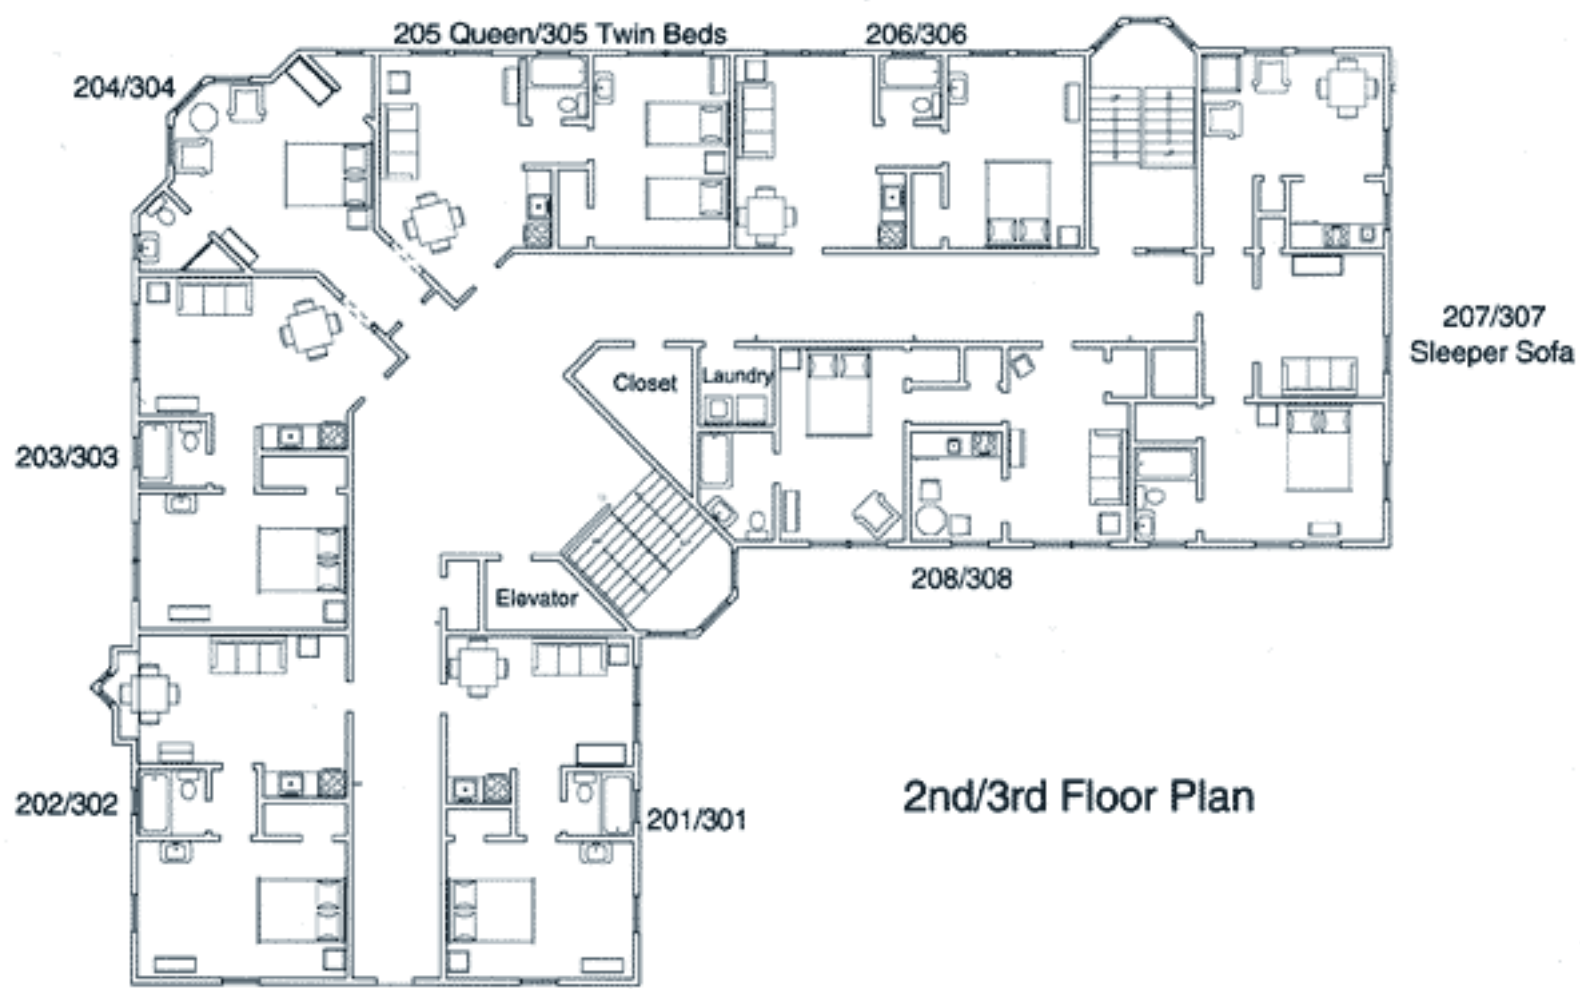 205 Queen/305 Twin Beds
206/306
204/304
207/307
Sleeper Sofa
Closet
Laundry
203/303
208/308
Elevator
202/302
201/301
2nd/3rd Floor Plan